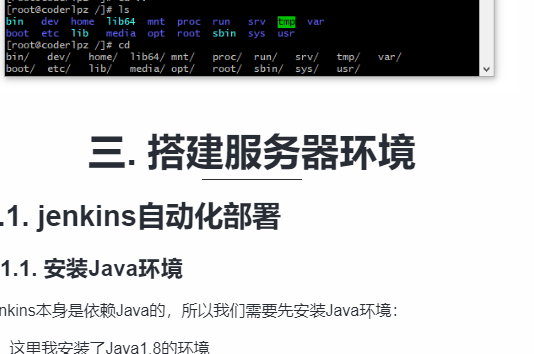 [root@coderlpz /]# ls
bin dev home lib64 mnt proc run srv tmp var
boot etc lib media opt root sbin sys usr
[root@coderlpz /]# cd
bin/ dev/ home/ lib64/ mnt/ proc/ run/ srv/ tmp/ var/
boot/ etc/ lib/ media/ opt/ root/ sbin/ sys/ usr/
三. 搭建服务器环境
.1. jenkins自动化部署
1.1. 安装Java环境
nkins本身是依赖Java的，所以我们需要先安装Java环境：
这里我安装了Java1.8的环境